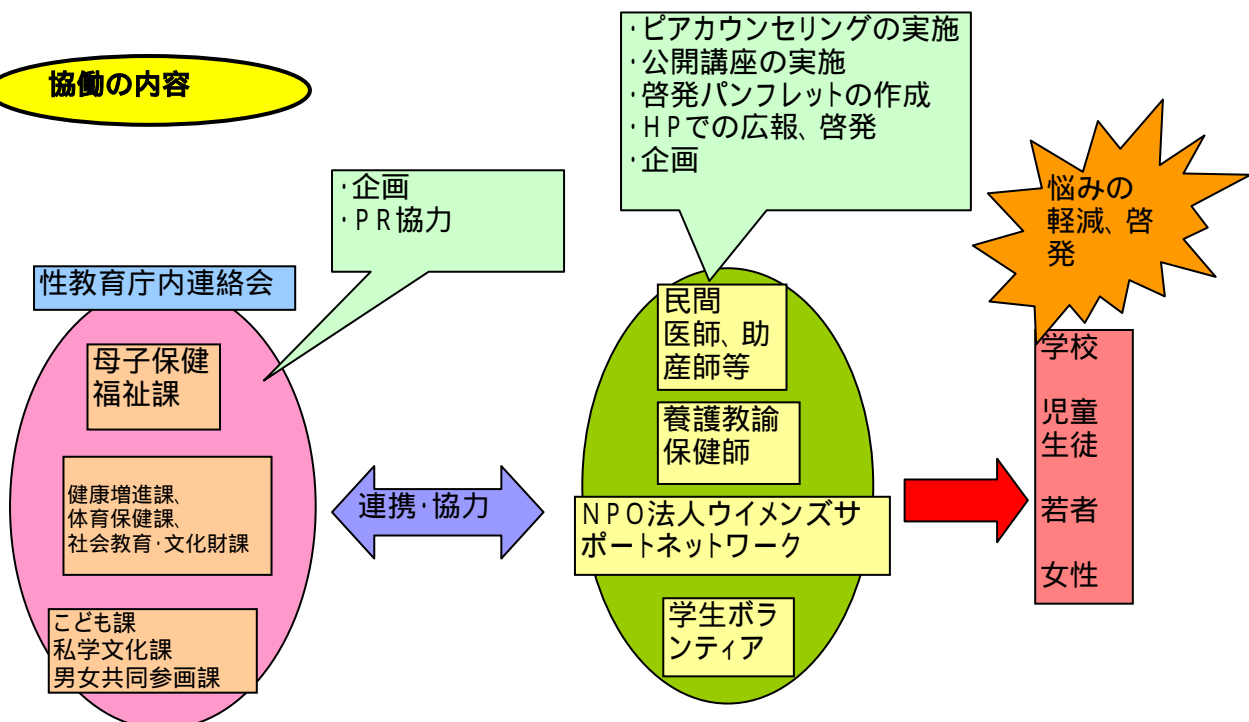 協働の内容
・ピアカウンセリングの実施
・公開講座の実施
・啓発パンフレットの作成
・HPでの広報、啓発
・企画
・企画
・PR協力
悩みの
軽減、啓
発
性教育庁内連絡会
母子保健
福祉課
健康増進課、
体育保健課、
社会教育・文化財課
こども課
私学文化課
男女共同参画課
連携・協力
民間
医師、助
産師等
養護教諭
保健師
NPO法人ウイメンズサ
ポートネットワーク
学生ボラ
ンティア
学校
児童
生徒
若者
女性